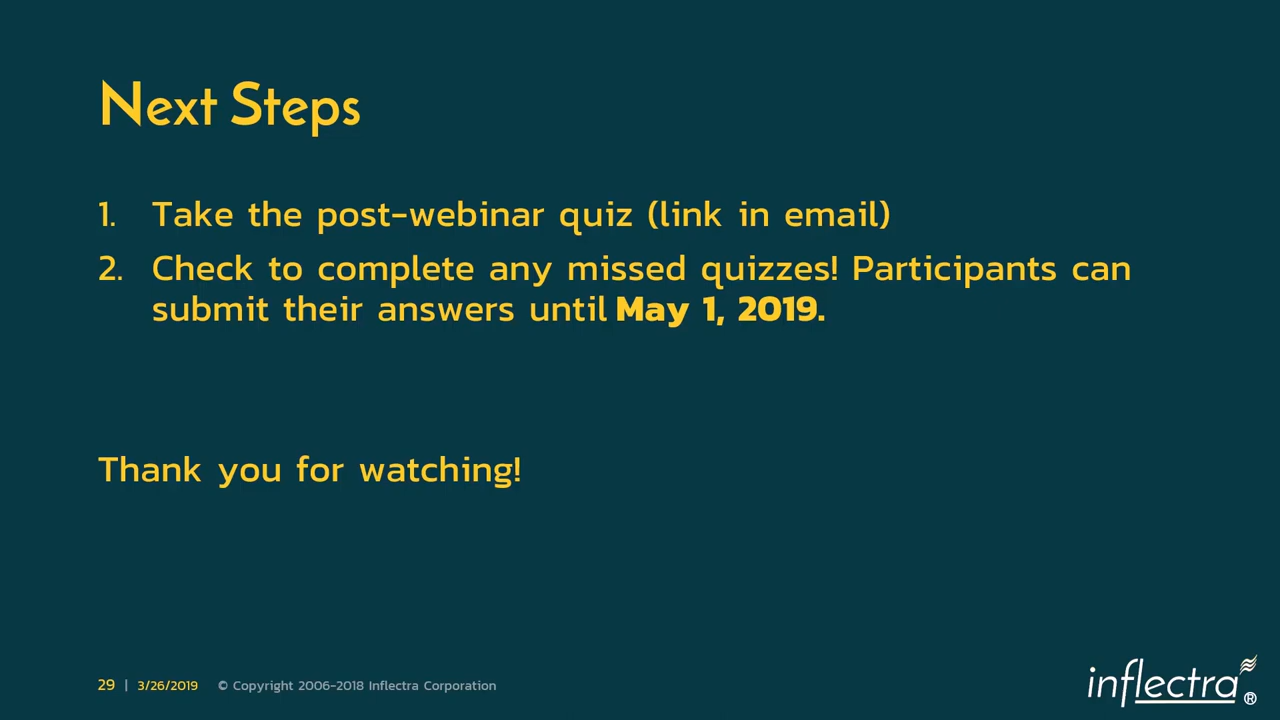 Next Steps
1. Take the post-webinar quiz (link in email)
2. Check to complete any missed quizzes! Participants can
submit their answers until May 1, 2019.
Thank you for watching!
29 | 3/26/2019 © Copyright 2006-2018 Inflectra Corporation
inflectra®